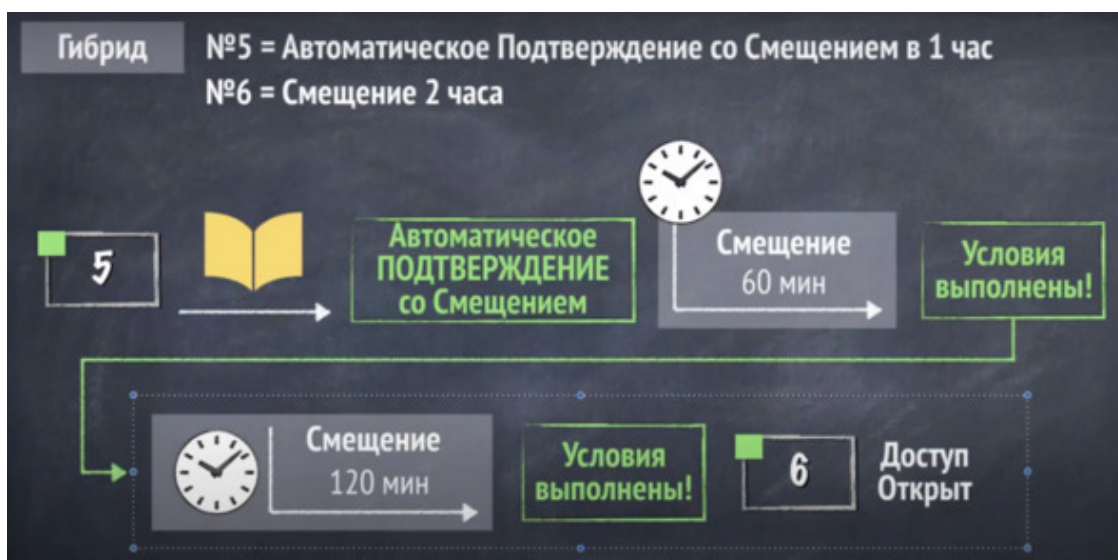 Гибрид
№5 = Автоматическое Подтверждение со Смещением в 1 час
№6 = Смещение 2 часа
5
Автоматическое
ПОДТВЕРЖДЕНИЕ
со Смещением
Смещение
60 мин
Условия
выполнены!
Смещение
120 мин
Условия
выполнены!
6
Доступ
Открыт